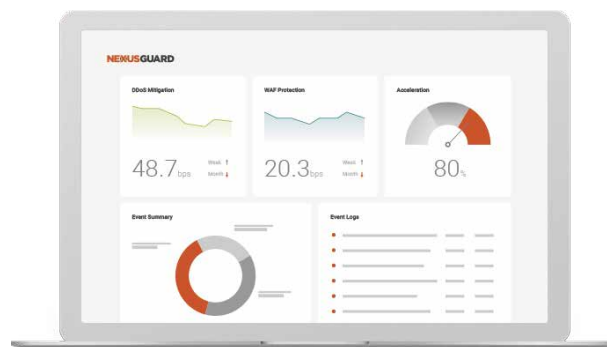 NEXUSGUARD
DDoS Mitigation
WAF Protection
Acceleration
48.7bps
Week ↑
Month ↓
20.3bps
Week ↑
Month ↓
80%
Event Summary
Event Logs